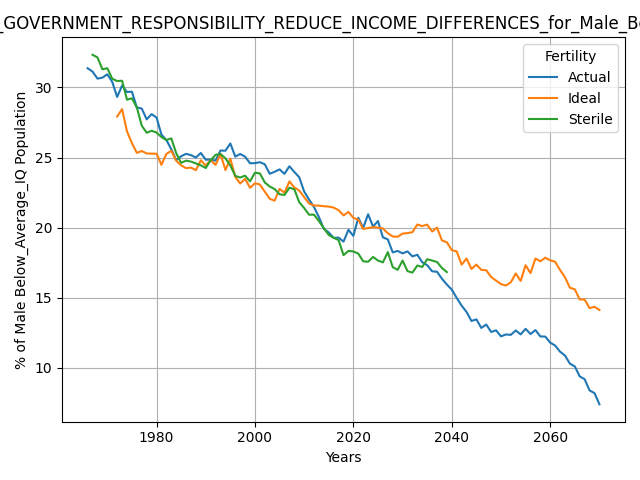 _GOVERNMENT_RESPONSIBILITY_REDUCE_INCOME_DIFFERENCES_for_Male_Be
Fertility
Actual
Ideal
Sterile
% of Male Below_Average_IQ Population
30
25
20
15
10
1980
2000
2020
2040
2060
Years